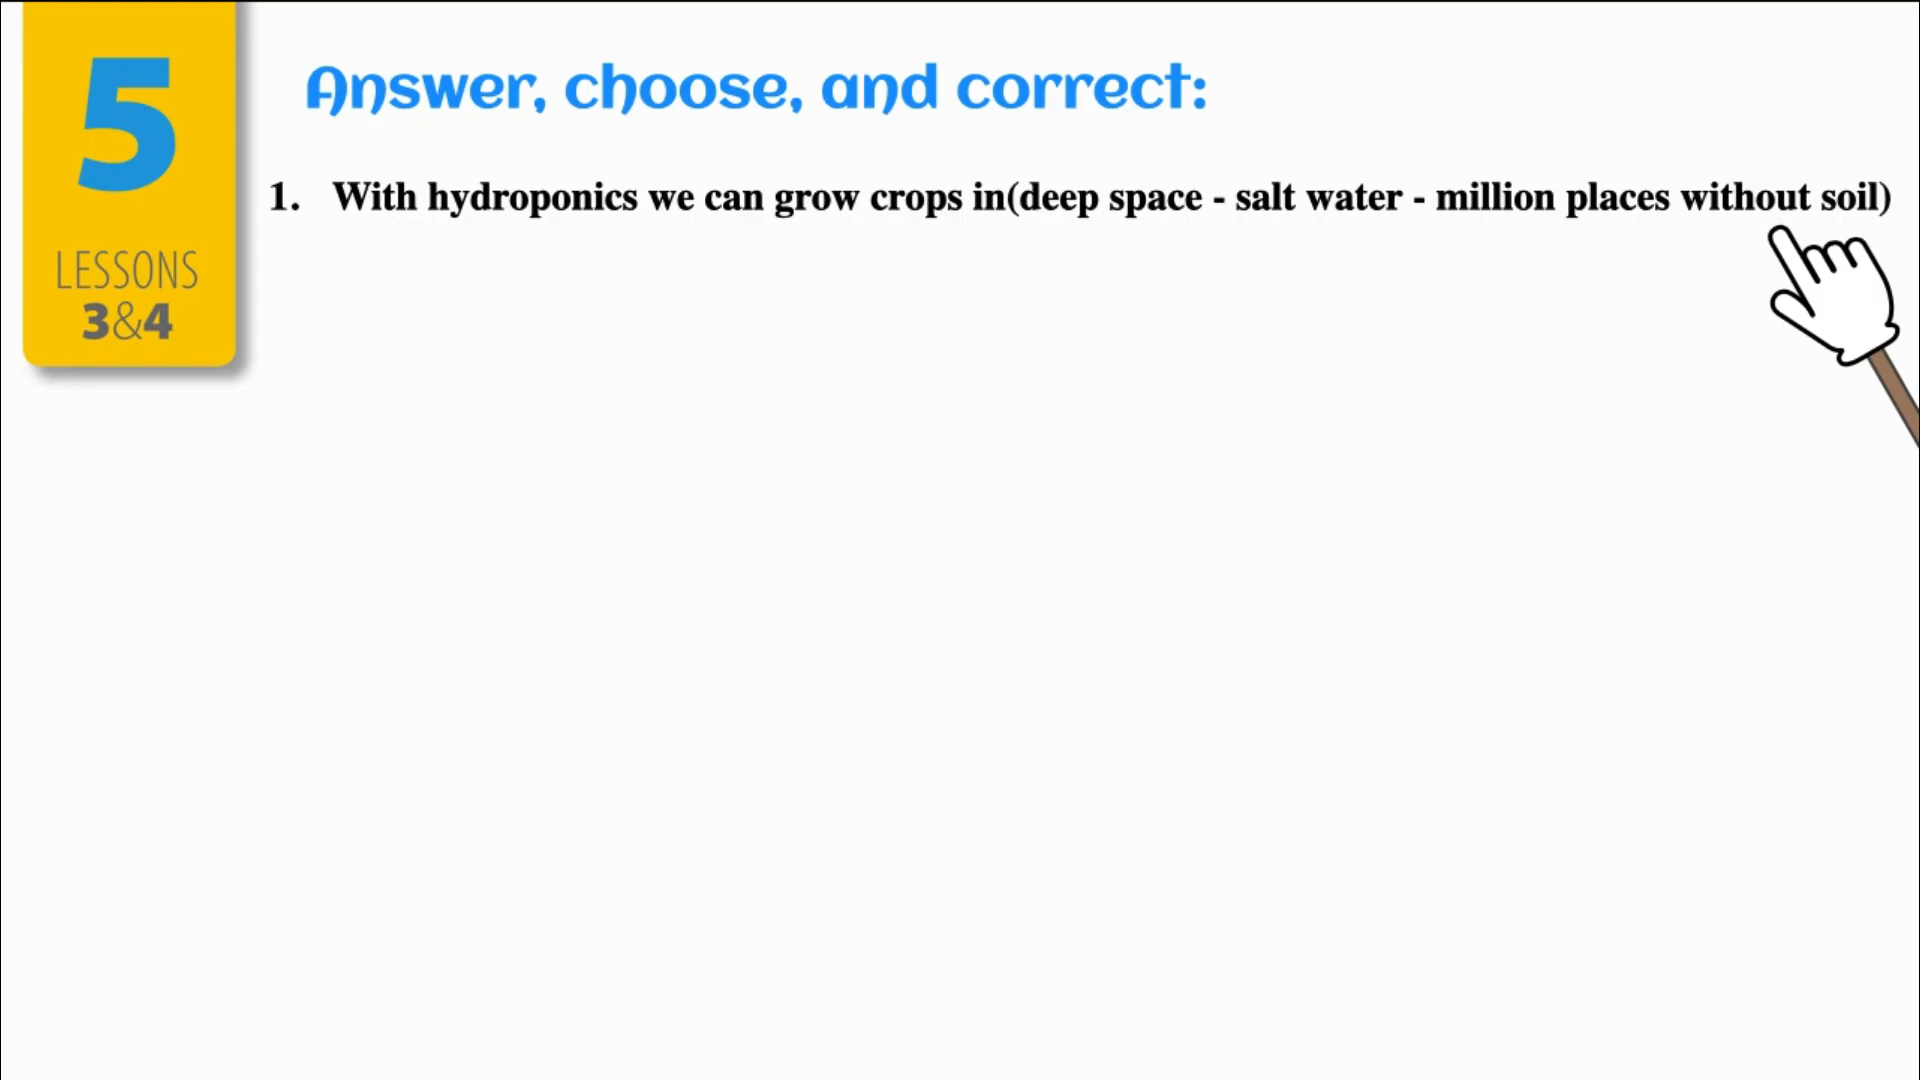 5
LESSONS
3&4
Answer, choose, and correct:
1. With hydroponics we can grow crops in(deep space - salt water - million places without soil)